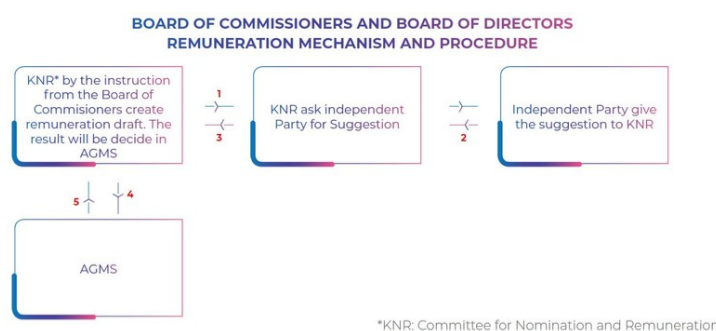 BOARD OF COMMISSIONERS AND BOARD OF DIRECTORS
REMUNERATION MECHANISM AND PROCEDURE
KNR* by the instruction
from the Board of
Commisioners create
remuneration draft. The
result will be decide in
AGMS
1
3
KNR ask independent
Party for Suggestion
2
Independent Party give
the suggestion to KNR
5
4
AGMS
*KNR: Committee for Nomination and Remuneration